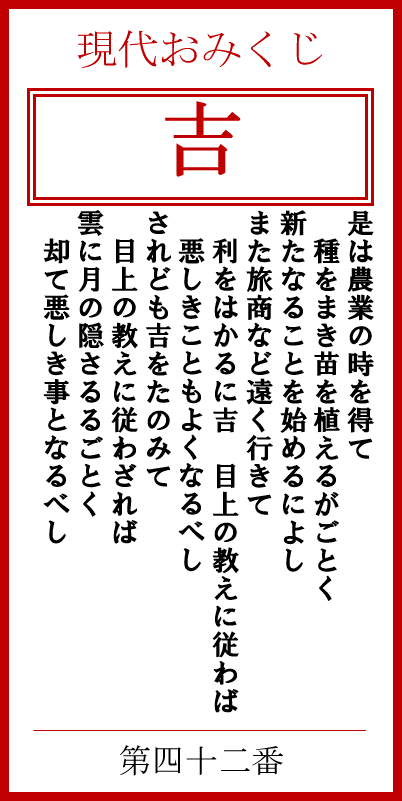 現代おみくじ
吉
是は農業の時を得て
種をまき苗を植えるがごとく
新たなることを始めるによし
また旅商など遠く行きて
利をはかるに吉　目上の教えに従わば
悪しきこともよくなるべし
されども吉をたのみて
目上の教えに従わざれば
雲に月の隠さるるごとく
却て悪しき事となるべし
第四十二番